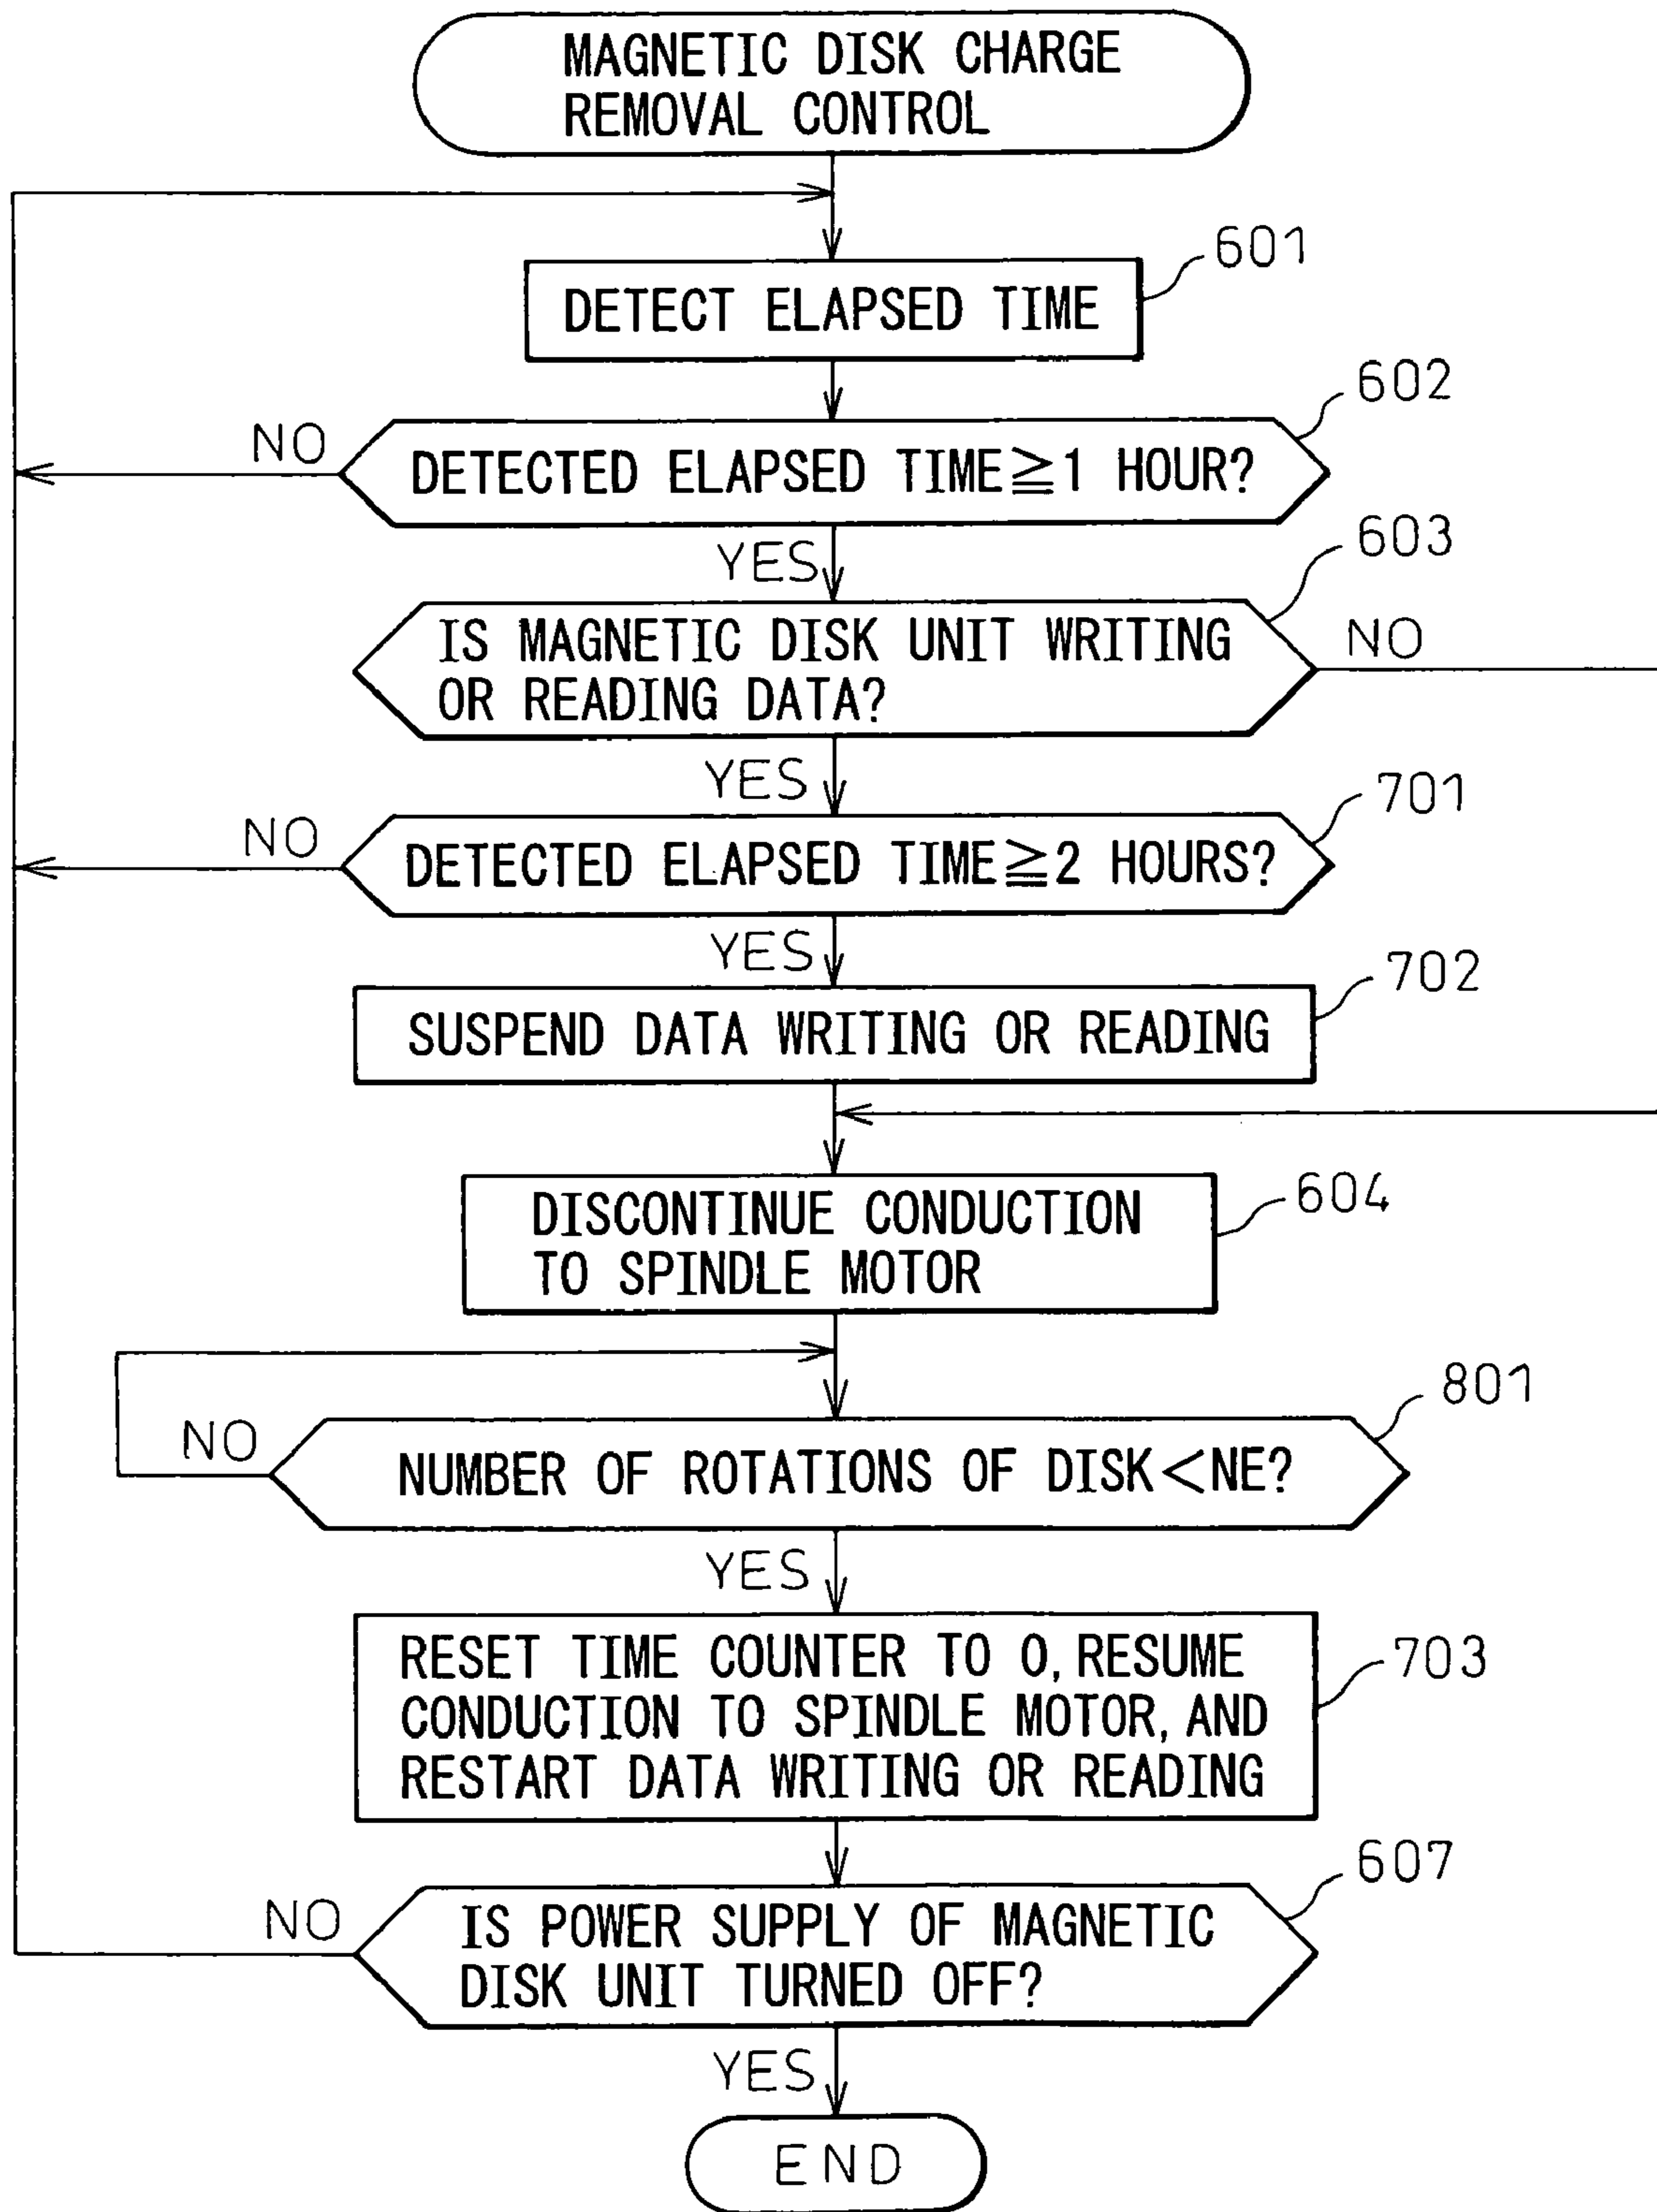 MAGNETIC DISK CHARGE
REMOVAL CONTROL
601
DETECT ELAPSED TIME
602
NO
DETECTED ELAPSED TIME≧1 HOUR?
YES
603
IS MAGNETIC DISK UNIT WRITING
OR READING DATA?
NO
YES
701
NO
DETECTED ELAPSED TIME≧2 HOURS?
YES
702
SUSPEND DATA WRITING OR READING
604
DISCONTINUE CONDUCTION
TO SPINDLE MOTOR
801
NO
NUMBER OF ROTATIONS OF DISK<NE?
YES
703
RESET TIME COUNTER TO 0, RESUME
CONDUCTION TO SPINDLE MOTOR, AND
RESTART DATA WRITING OR READING
607
NO
IS POWER SUPPLY OF MAGNETIC
DISK UNIT TURNED OFF?
YES
END